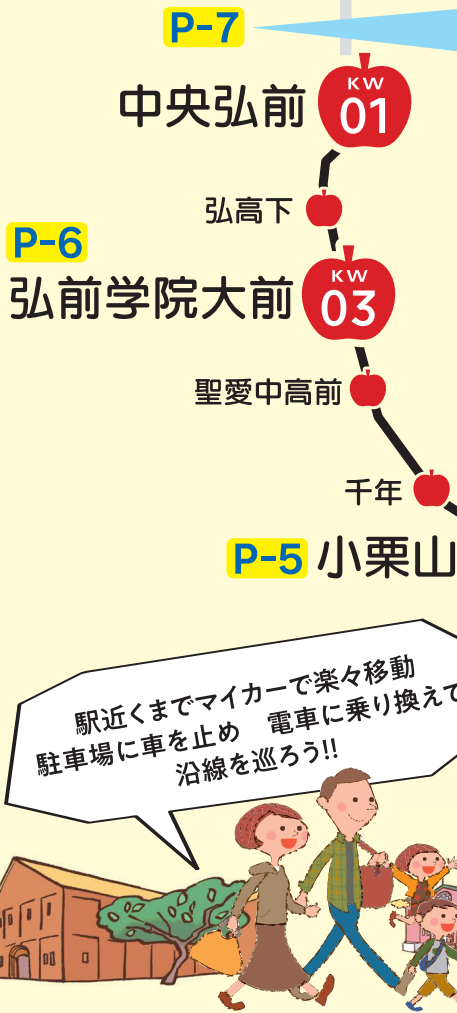 P-7
中央弘前
KW
01
弘高下
P-6
弘前学院大前
KW
03
聖愛中高前
千年
P-5 小栗山
駅近くまでマイカーで楽々移動
駐車場に車を止め　電車に乗り換えて
沿線を巡ろう!!